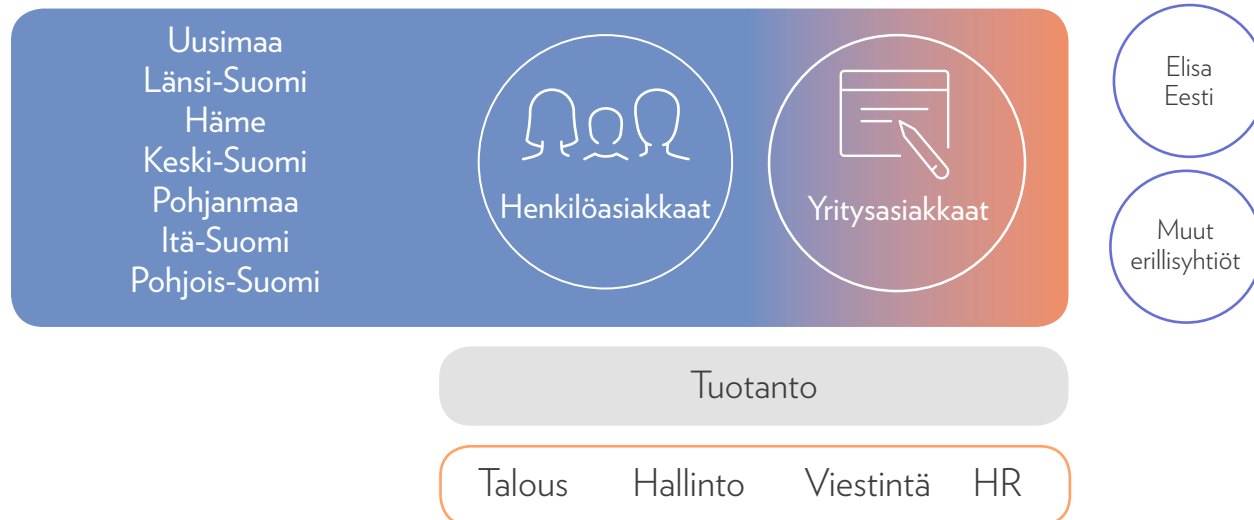 Uusimaa
Länsi-Suomi
Häme
Keski-Suomi
Pohjanmaa
Itä-Suomi
Pohjois-Suomi
Henkilöasiakkaat
Yritysasiakkaat
Elisa
Eesti
Muut
erillisyhtiöt
Tuotanto
Talous Hallinto Viestintä HR